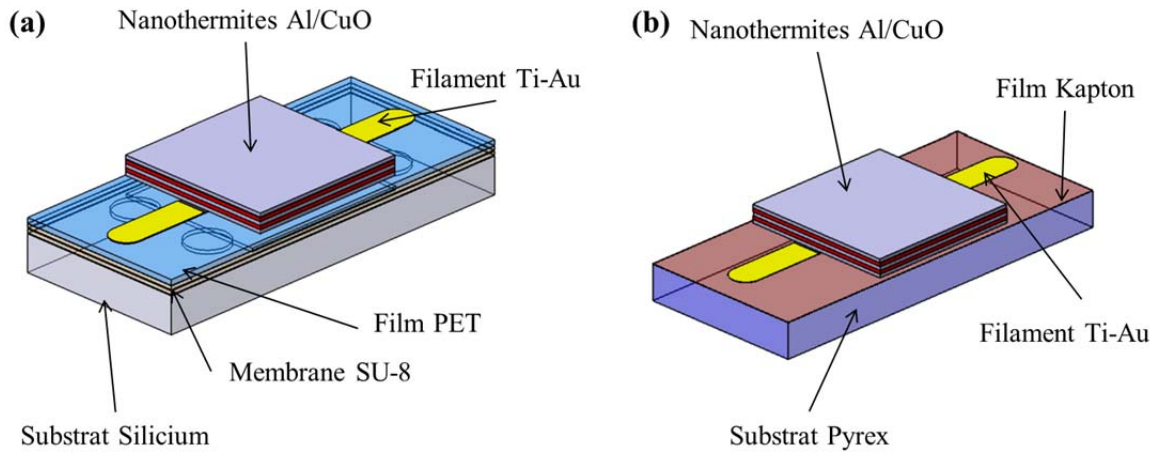 (a)
Nanothermites Al/CuO
Filament Ti-Au
Film PET
Membrane SU-8
Substrat Silicium
(b)
Nanothermites Al/CuO
Film Kapton
Filament Ti-Au
Substrat Pyrex